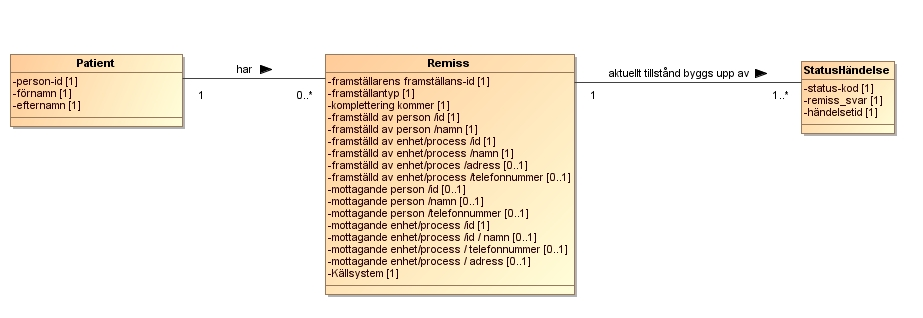 Patient
-person-id [1]
-förnamn [1]
-efternamn [1]
har
1
0..*
Remiss
-framställarens framställans-id [1]
-framställantyp [1]
-komplettering kommer [1]
-framställd av person /id [1]
-framställd av person /namn [1]
-framställd av enhet/process /id [1]
-framställd av enhet/process /namn [1]
-framställd av enhet/proces /adress [0..1]
-framställd av enhet/process /telefonnummer [0..1]
-mottagande person /id [0..1]
-mottagande person /namn [0..1]
-mottagande person /telefonnummer [0..1]
-mottagande enhet/process /id [1]
-mottagande enhet/process /id / namn [0..1]
-mottagande enhet/process / telefonnummer [0..1]
-mottagande enhet/process / adress [0..1]
-Källsystem [1]
aktuellt tillstånd byggs upp av
1
1..*
StatusHändelse
-status-kod [1]
-remiss_svar [1]
-händelsetid [1]